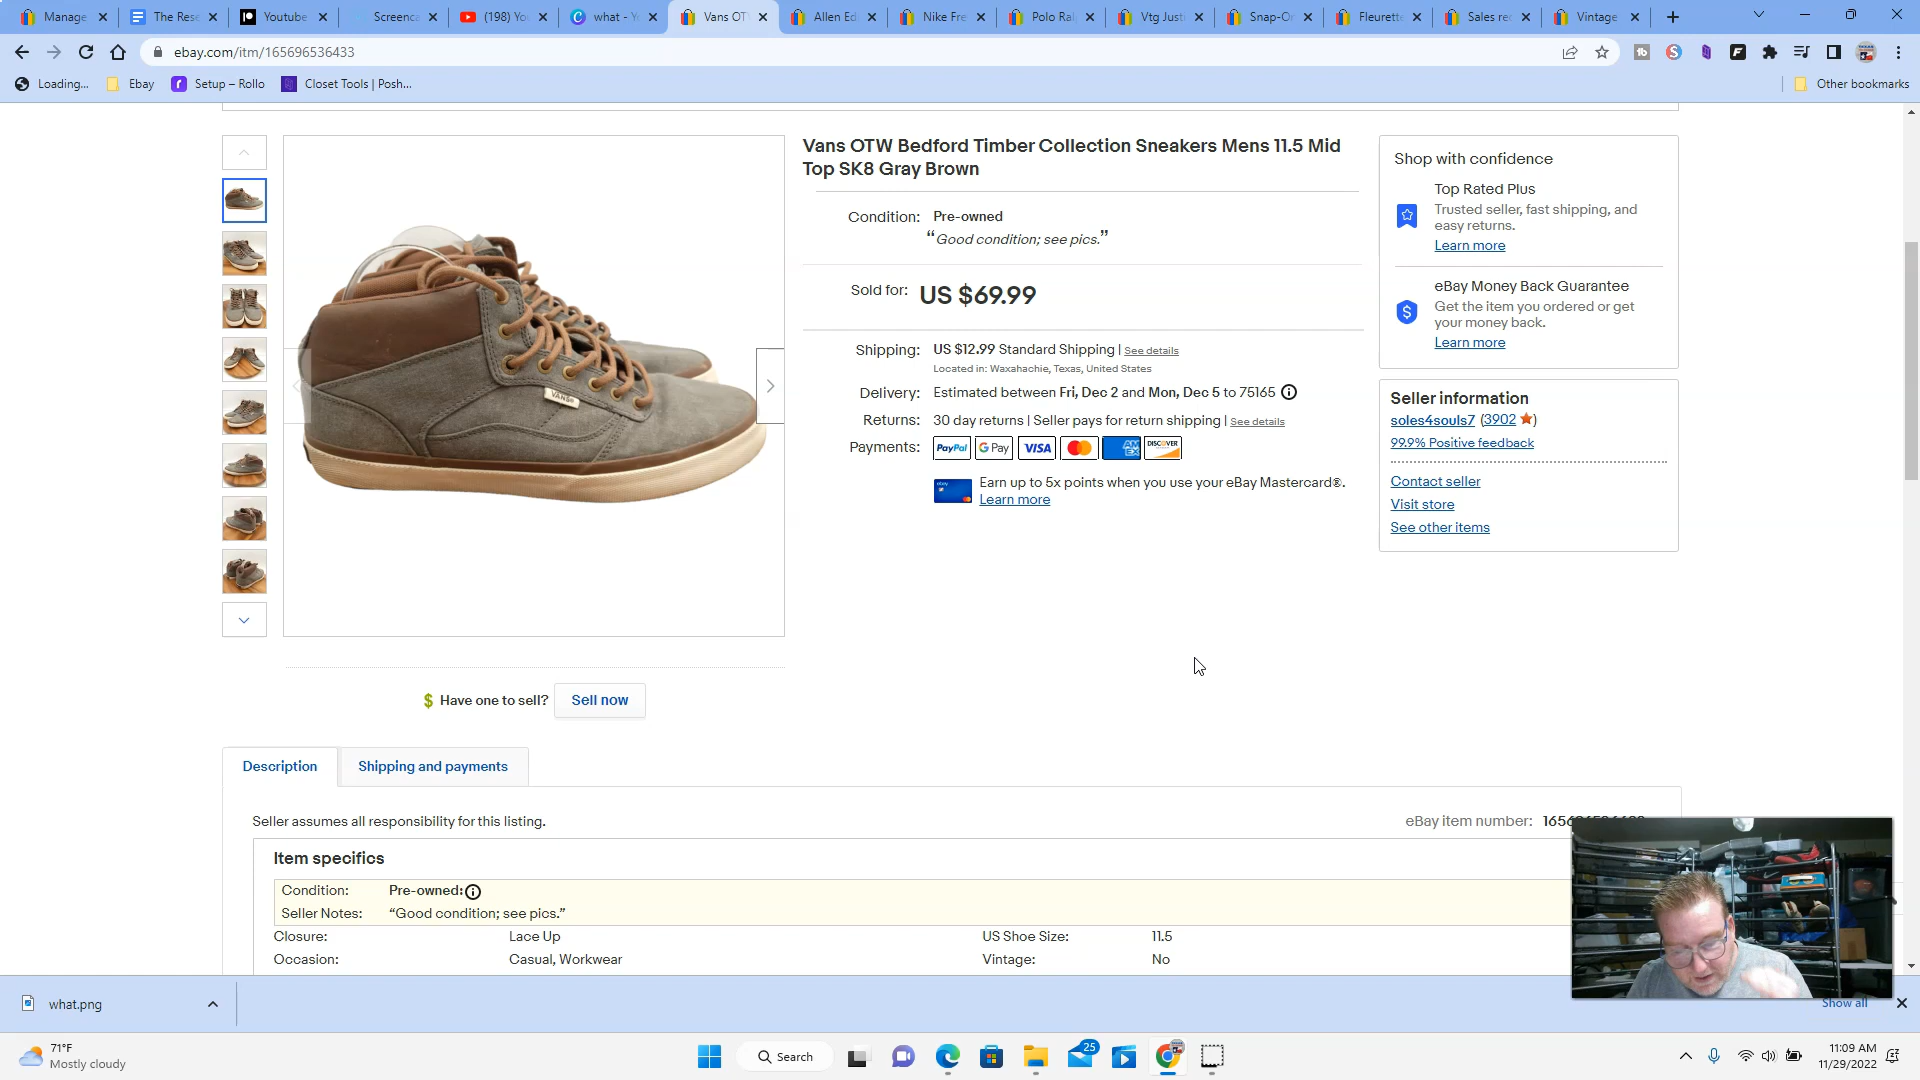 Manage
The Rese
Youtube
Screenca
(198) Yo
what - Y
Vans OT
Allen Ed
Nike Fre
Polo Ral
Vtg Just
Snap-O
Fleurette
Sales re
Vintage
ebay.com/itm/165696536433
Loading...
Ebay
Setup – Rollo
Closet Tools | Posh...
Other bookmarks
Vans OTW Bedford Timber Collection Sneakers Mens 11.5 Mid
Top SK8 Gray Brown
Condition: Pre-owned
“Good condition; see pics.”
Sold for: US $69.99
Shipping: US $12.99 Standard Shipping | See details
Located in: Waxahachie, Texas, United States
Delivery: Estimated between Fri, Dec 2 and Mon, Dec 5 to 75165
Returns: 30 day returns | Seller pays for return shipping | See details
Payments: PayPal G Pay VISA AM EX DISCOVER
Earn up to 5x points when you use your eBay Mastercard®.
Learn more
Shop with confidence
Top Rated Plus
Trusted seller, fast shipping, and
easy returns.
Learn more
eBay Money Back Guarantee
Get the item you ordered or get
your money back.
Learn more
Seller information
soles4souls7 (3902)
99.9% Positive feedback
Contact seller
Visit store
See other items
VANS
$ Have one to sell? Sell now
Description
Shipping and payments
Seller assumes all responsibility for this listing.
eBay item number:
Item specifics
Condition: Pre-owned:
Seller Notes: “Good condition; see pics.”
Closure: Lace Up
US Shoe Size: 11.5
Occasion: Casual, Workwear
Vintage: No
what.png
Show all
71°F
Mostly cloudy
Search
25
11:09 AM
11/29/2022